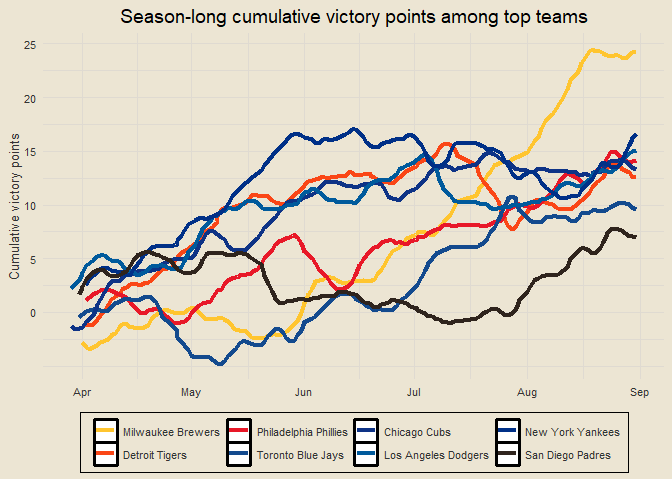 Season-long cumulative victory points among top teams
Cumulative victory points
25
20
15
10
5
0
Apr May Jun Jul Aug Sep
Milwaukee Brewers Philadelphia Phillies Chicago Cubs New York Yankees
Detroit Tigers Toronto Blue Jays Los Angeles Dodgers San Diego Padres